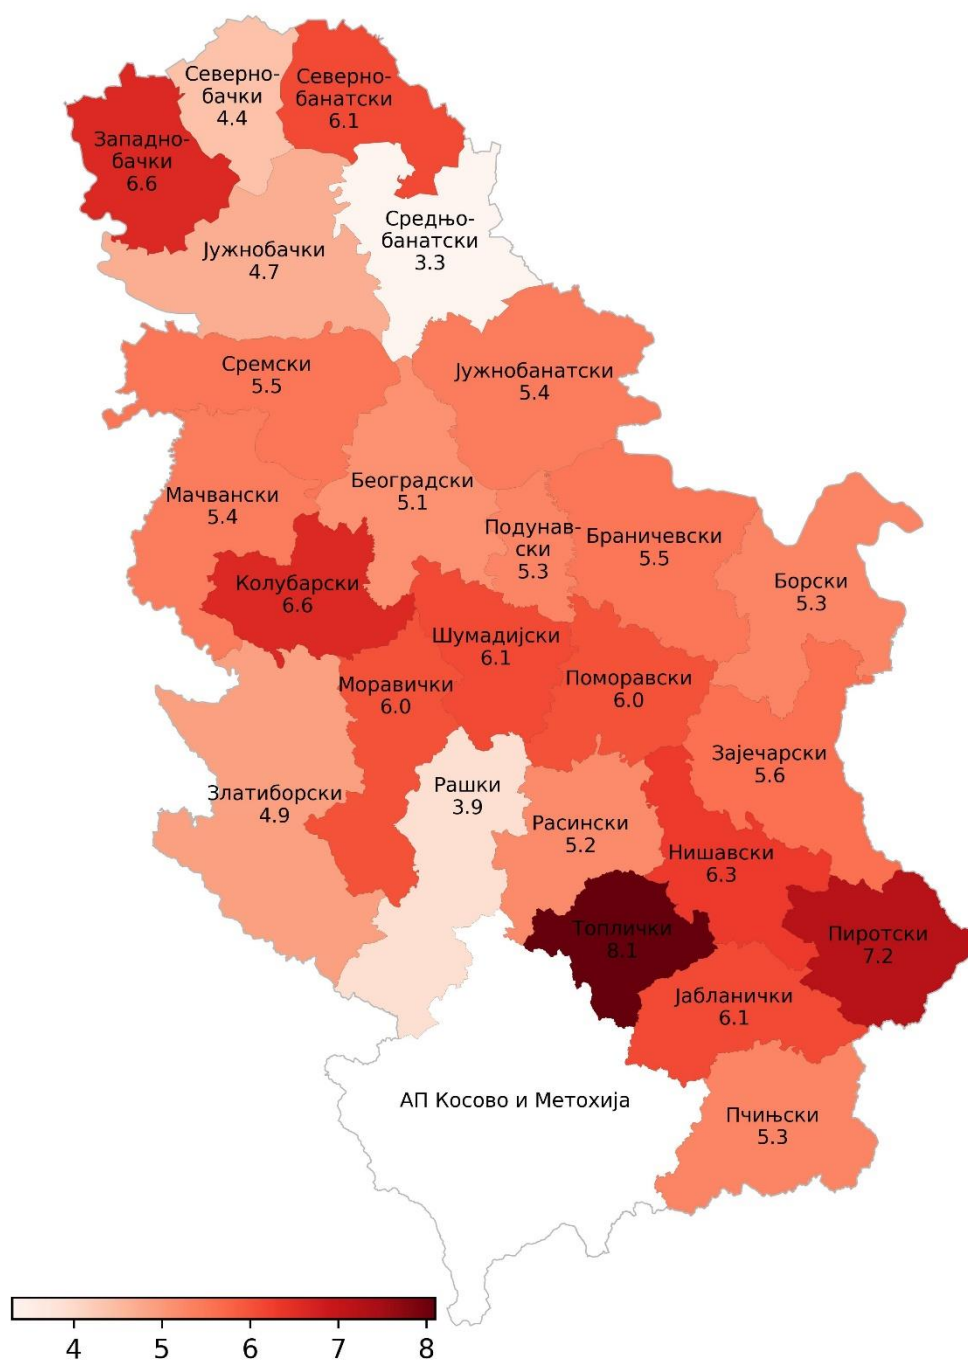 Северно-
бачки
4.4
Северно-
банатски
6.1
Западно-
бачки
6.6
Средњо-
банатски
3.3
Јужнобачки
4.7
Сремски
5.5
Јужнобанатски
5.4
Београдски
5.1
Мачвански
5.4
Подунав-
ски
5.3
Браничевски
5.5
Борски
5.3
Колубарски
6.6
Шумадијски
6.1
Моравички
6.0
Поморавски
6.0
Зајечарски
5.6
Златиборски
4.9
Рашки
3.9
Расински
5.2
Нишавски
6.3
Топлички
8.1
Пиротски
7.2
Јабланички
6.1
АП Косово и Метохија
Пчињски
5.3
4 5 6 7 8